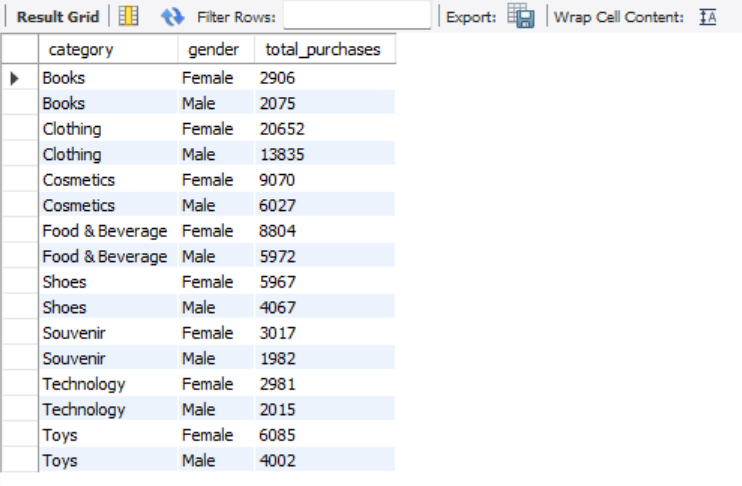 Result Grid Filter Rows: Export: Wrap Cell Content: IA
category gender total_purchases
Books Female 2906
Books Male 2075
Clothing Female 20652
Clothing Male 13835
Cosmetics Female 9070
Cosmetics Male 6027
Food & Beverage Female 8804
Food & Beverage Male 5972
Shoes Female 5967
Shoes Male 4067
Souvenir Female 3017
Souvenir Male 1982
Technology Female 2981
Technology Male 2015
Toys Female 6085
Toys Male 4002